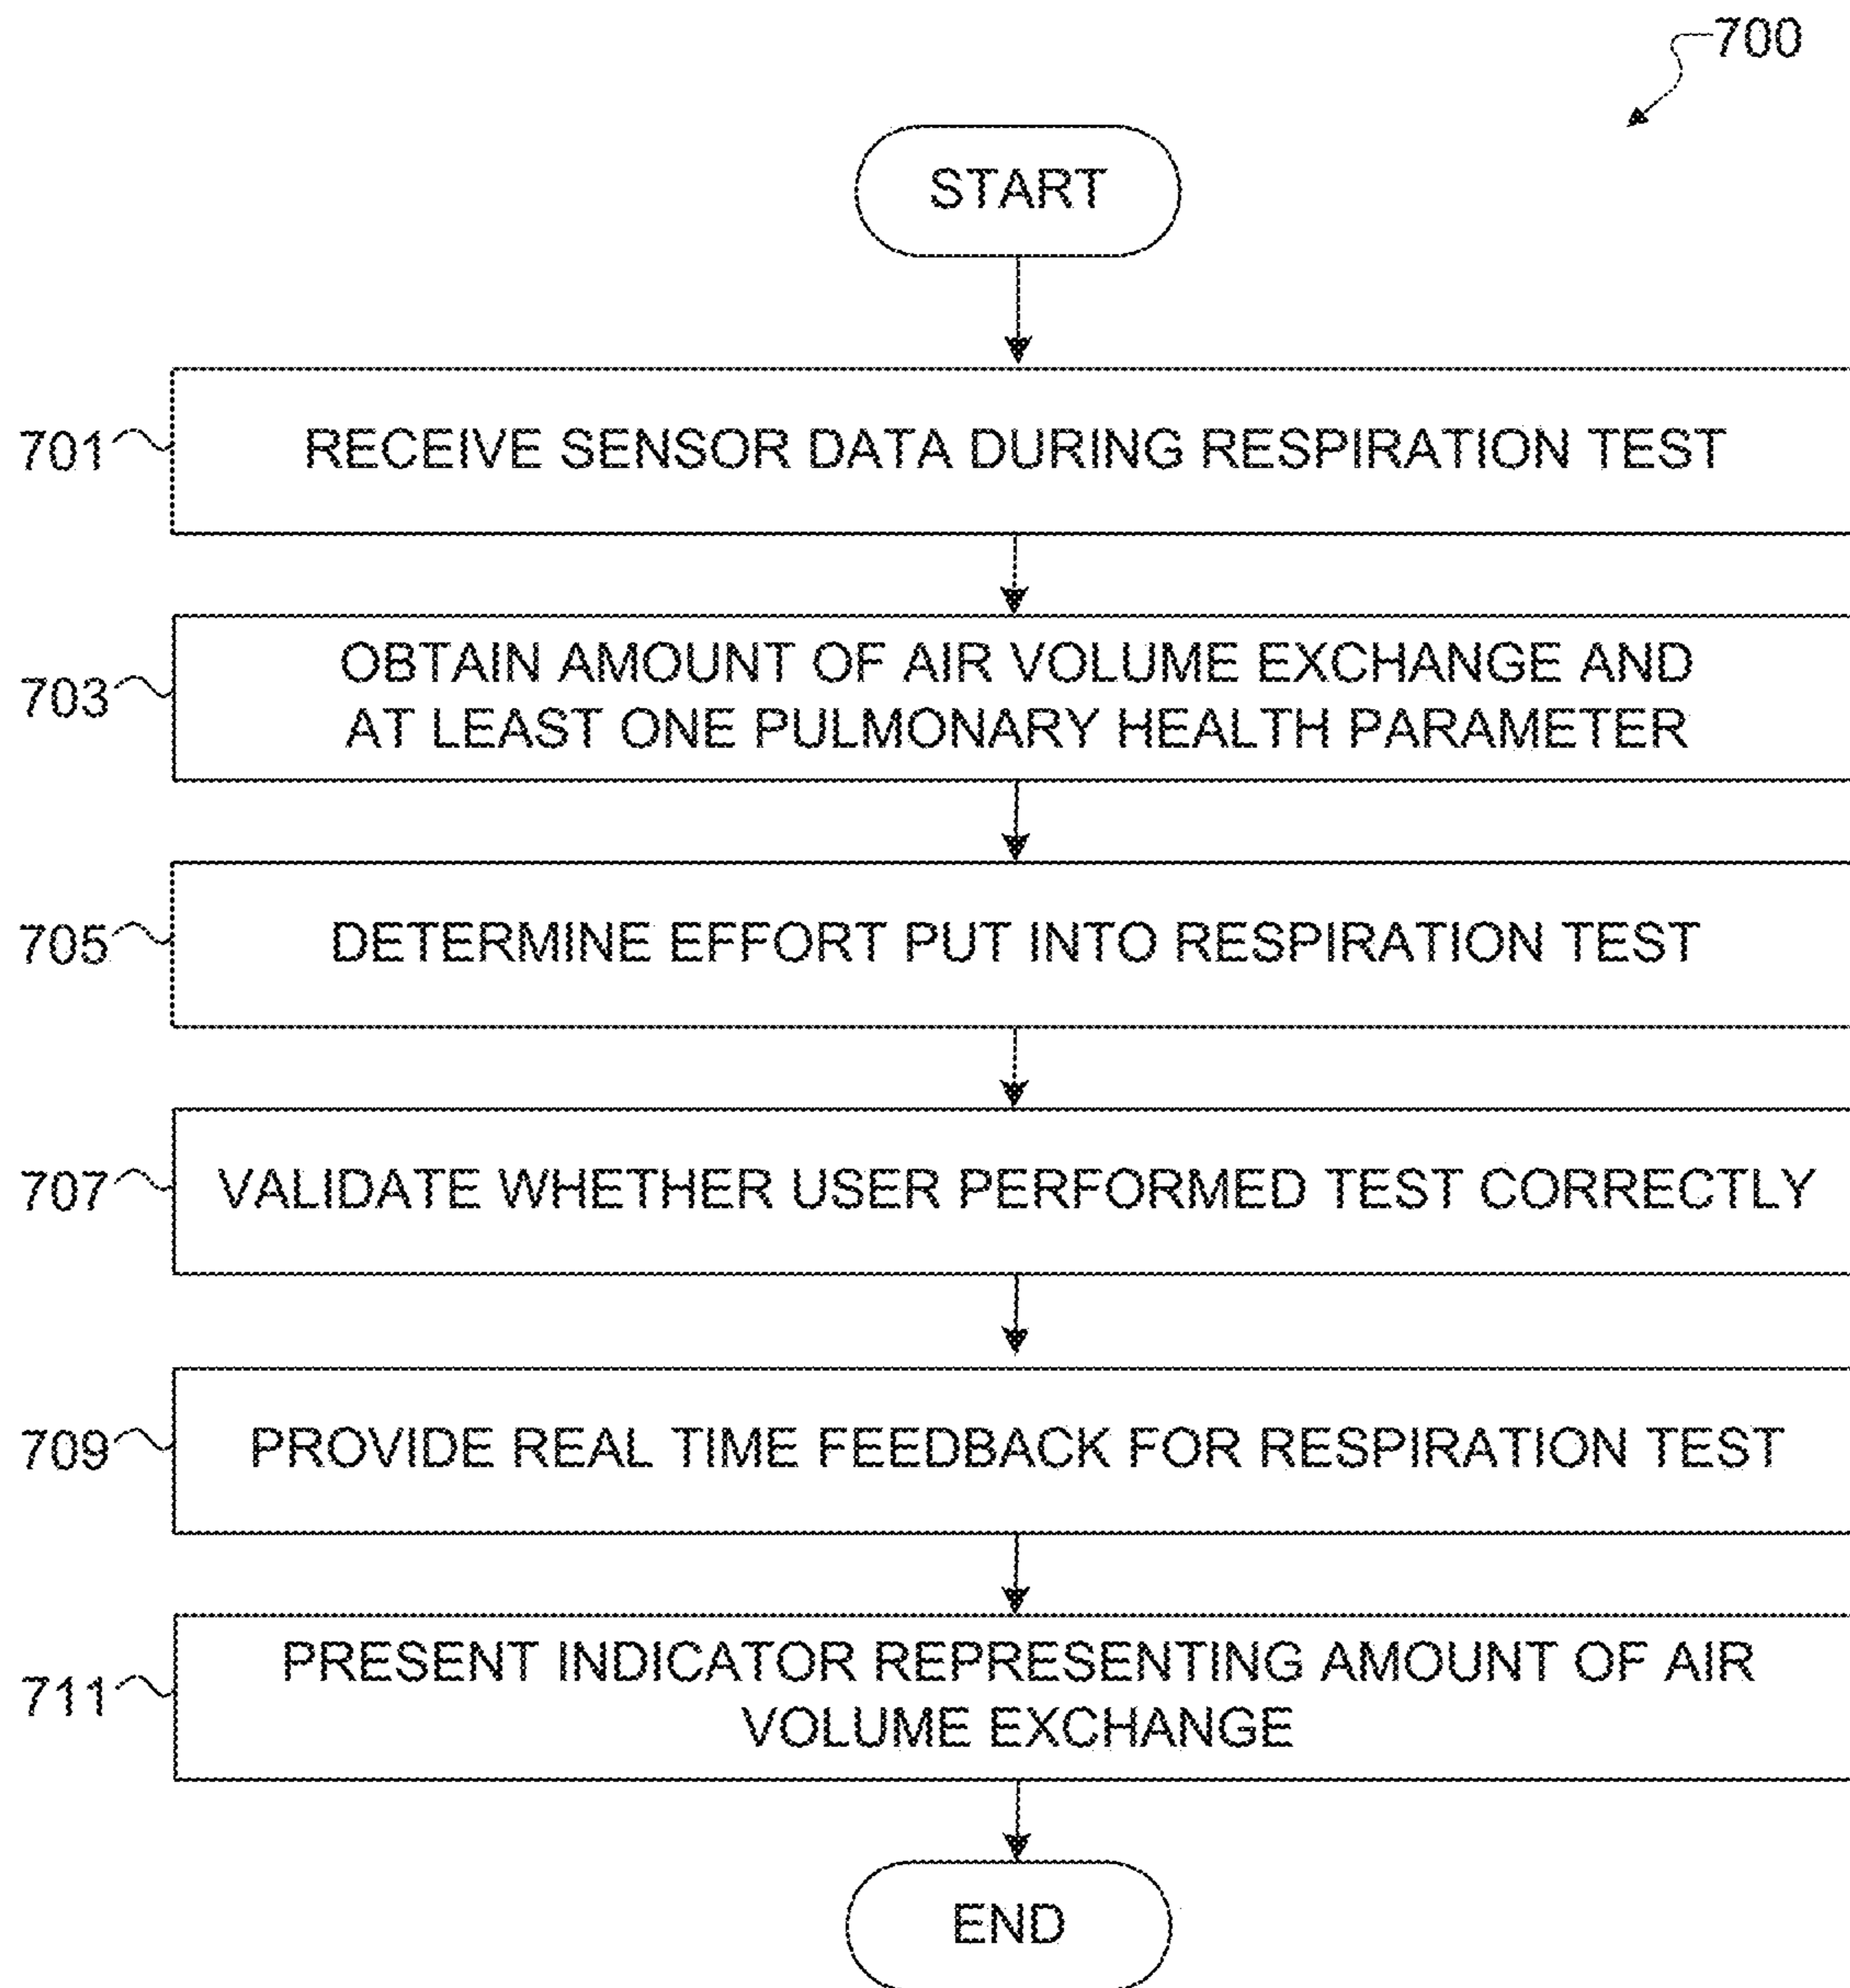 700
START
701
RECEIVE SENSOR DATA DURING RESPIRATION TEST
703
OBTAIN AMOUNT OF AIR VOLUME EXCHANGE AND
AT LEAST ONE PULMONARY HEALTH PARAMETER
705
DETERMINE EFFORT PUT INTO RESPIRATION TEST
707
VALIDATE WHETHER USER PERFORMED TEST CORRECTLY
709
PROVIDE REAL TIME FEEDBACK FOR RESPIRATION TEST
711
PRESENT INDICATOR REPRESENTING AMOUNT OF AIR
VOLUME EXCHANGE
END